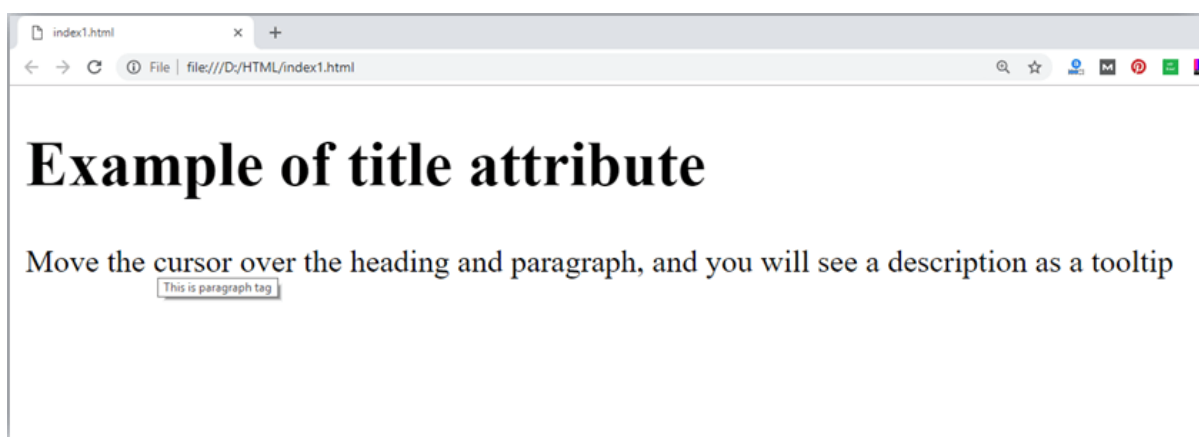 index1.html
File | file:///D:/HTML/index1.html
Example of title attribute
Move the cursor over the heading and paragraph, and you will see a description as a tooltip
This is paragraph tag